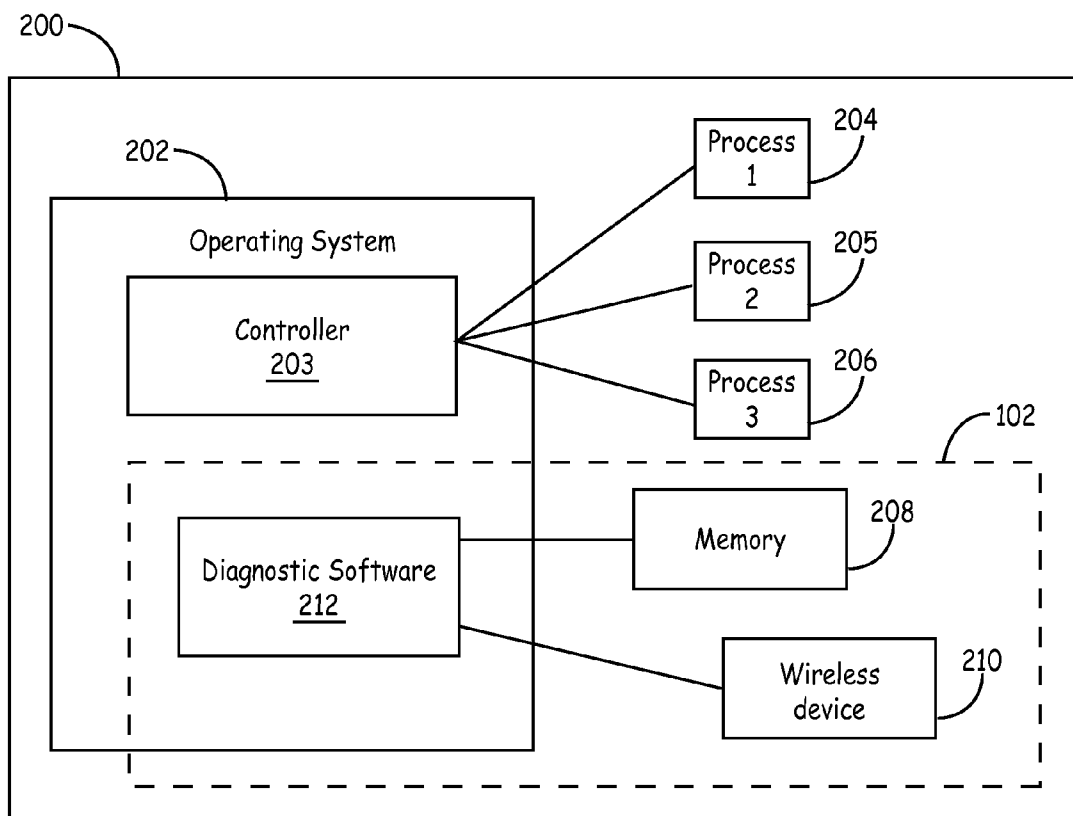 200
202
Operating System
Controller
203
Process
1
204
Process
2
205
Process
3
206
102
Diagnostic Software
212
Memory
208
Wireless
device
210